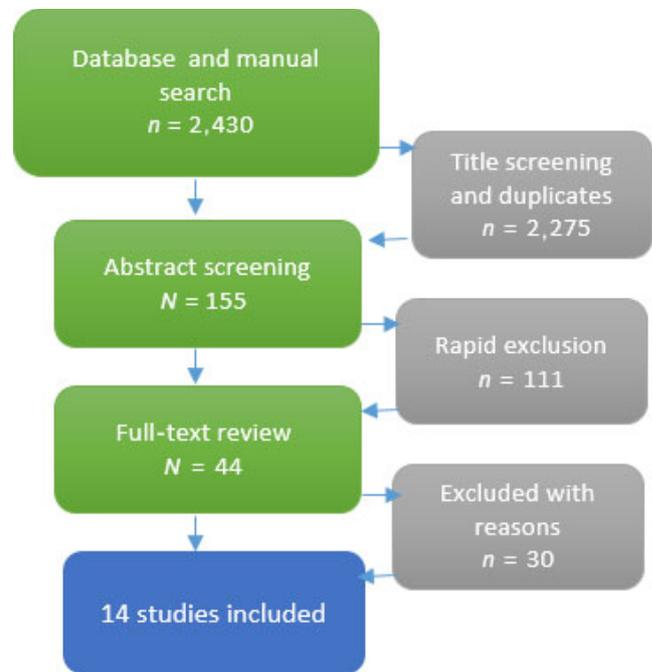 Database and manual
search
n = 2,430
Title screening
and duplicates
n = 2,275
Abstract screening
N = 155
Rapid exclusion
n = 111
Full-text review
N = 44
Excluded with
reasons
n = 30
14 studies included